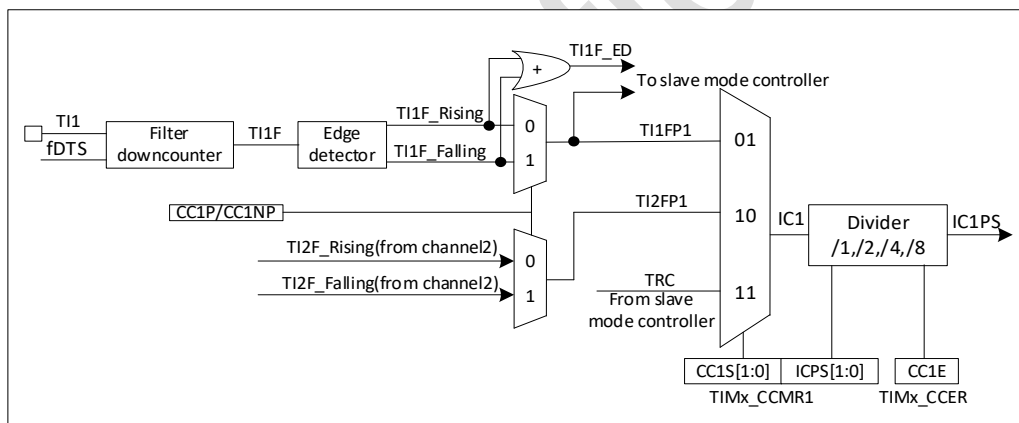 TI1F_ED
To slave mode controller
TI1
fDTS
Filter
downcounter
TI1F
Edge
detector
TI1F_Rising
TI1F_Falling
+
0
1
TI1FP1
01
CC1P/CC1NP
TI2FP1
10
IC1
Divider
/1,/2,/4,/8
IC1PS
TI2F_Rising(from channel2)
TI2F_Falling(from channel2)
0
1
TRC
From slave
mode controller
11
CC1S[1:0]
ICPS[1:0]
CC1E
TIMx_CCMR1
TIMx_CCER